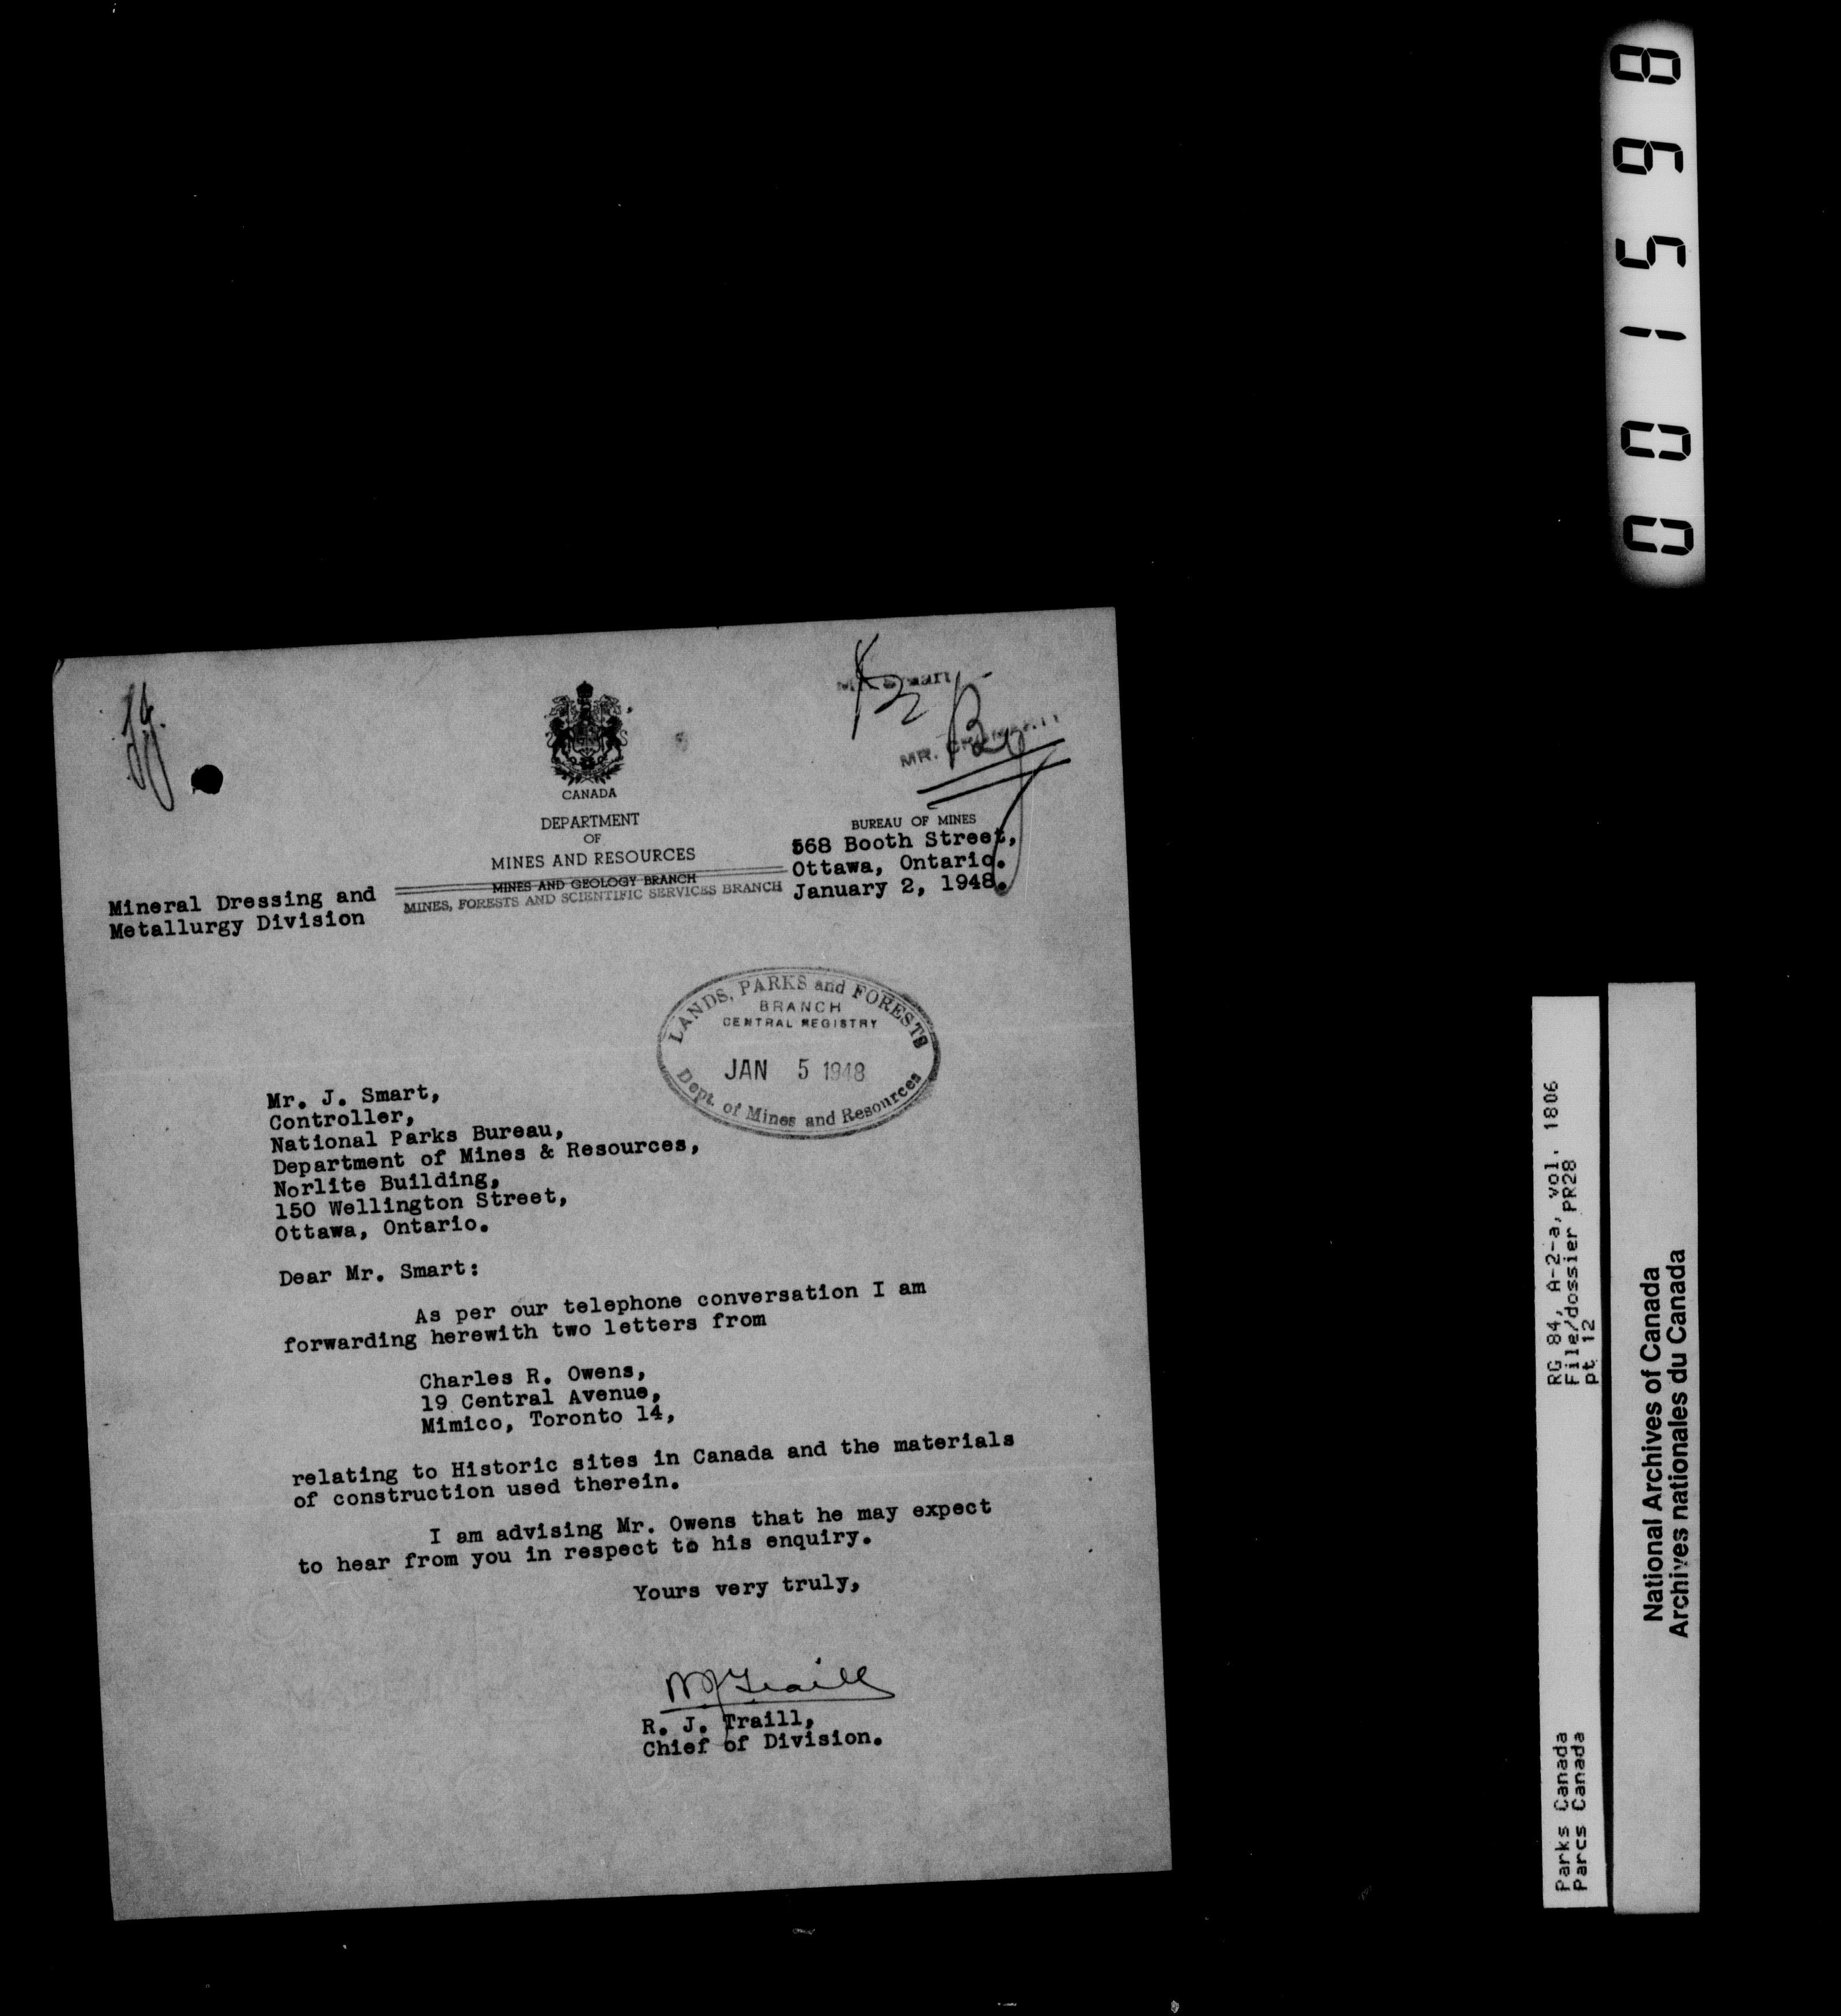 Mr. Smart
MR.
CANADA
DEPARTMENT
OF
MINES AND RESOURCES
MINES AND GEOLOGY BRANCH
MINES, FORESTS AND SCIENTIFIC SERVICES BRANCH
BUREAU OF MINES
568 Booth Street,
Ottawa, Ontario.
January 2, 1948.
Mineral Dressing and
Metallurgy Division
LANDS, PARKS and FORESTS
BRANCH
CENTRAL REGISTRY
JAN 5 1948
Dept. of Mines and Resources
Mr. J. Smart,
Controller,
National Parks Bureau,
Department of Mines & Resources,
Norlite Building,
150 Wellington Street,
Ottawa, Ontario.
Dear Mr. Smart:
As per our telephone conversation I am
forwarding herewith two letters from
Charles R. Owens,
19 Central Avenue,
Mimico, Toronto 14,
relating to Historic sites in Canada and the materials
of construction used therein.
I am advising Mr. Owens that he may expect
to hear from you in respect to his enquiry.
Yours very truly,
RJTraill
R. J. Traill,
Chief of Division.
001598
RG 84, A-2-a, vol. 1806
File/dossier PR28
pt 12
Parks Canada
Parcs Canada
National Archives of Canada
Archives nationales du Canada